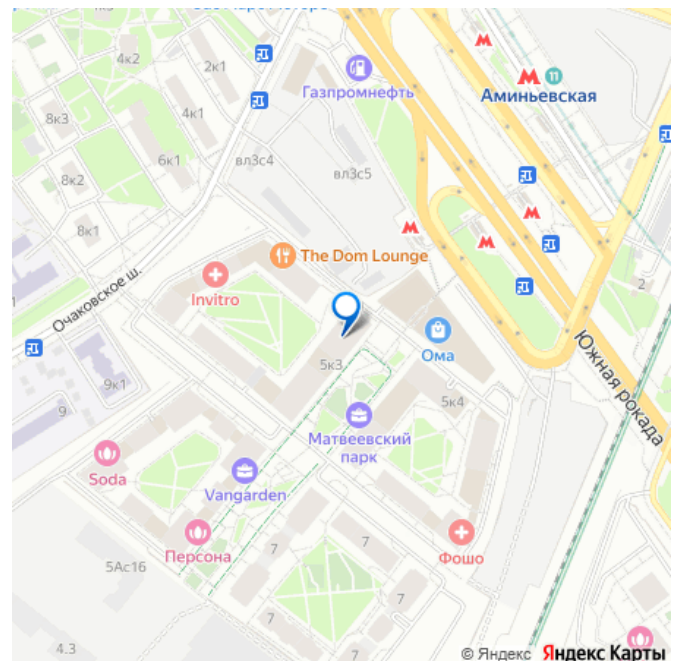 4к2
2к1
Газпромнефть
М
М 11
Аминьевская
8к3
4к1
6к1
вл3с4
вл3с5
8к2
М
М
М
8к1
The Dom Lounge
Invitro
2
Очаковское ш.
Ома
Южная рокада
5к3
9к1
9
5к4
Матвеевский
парк
Soda
Vangarden
Персона
Фошо
7
7
7
5Ас16
7
4.3
© Яндекс Яндекс Карты